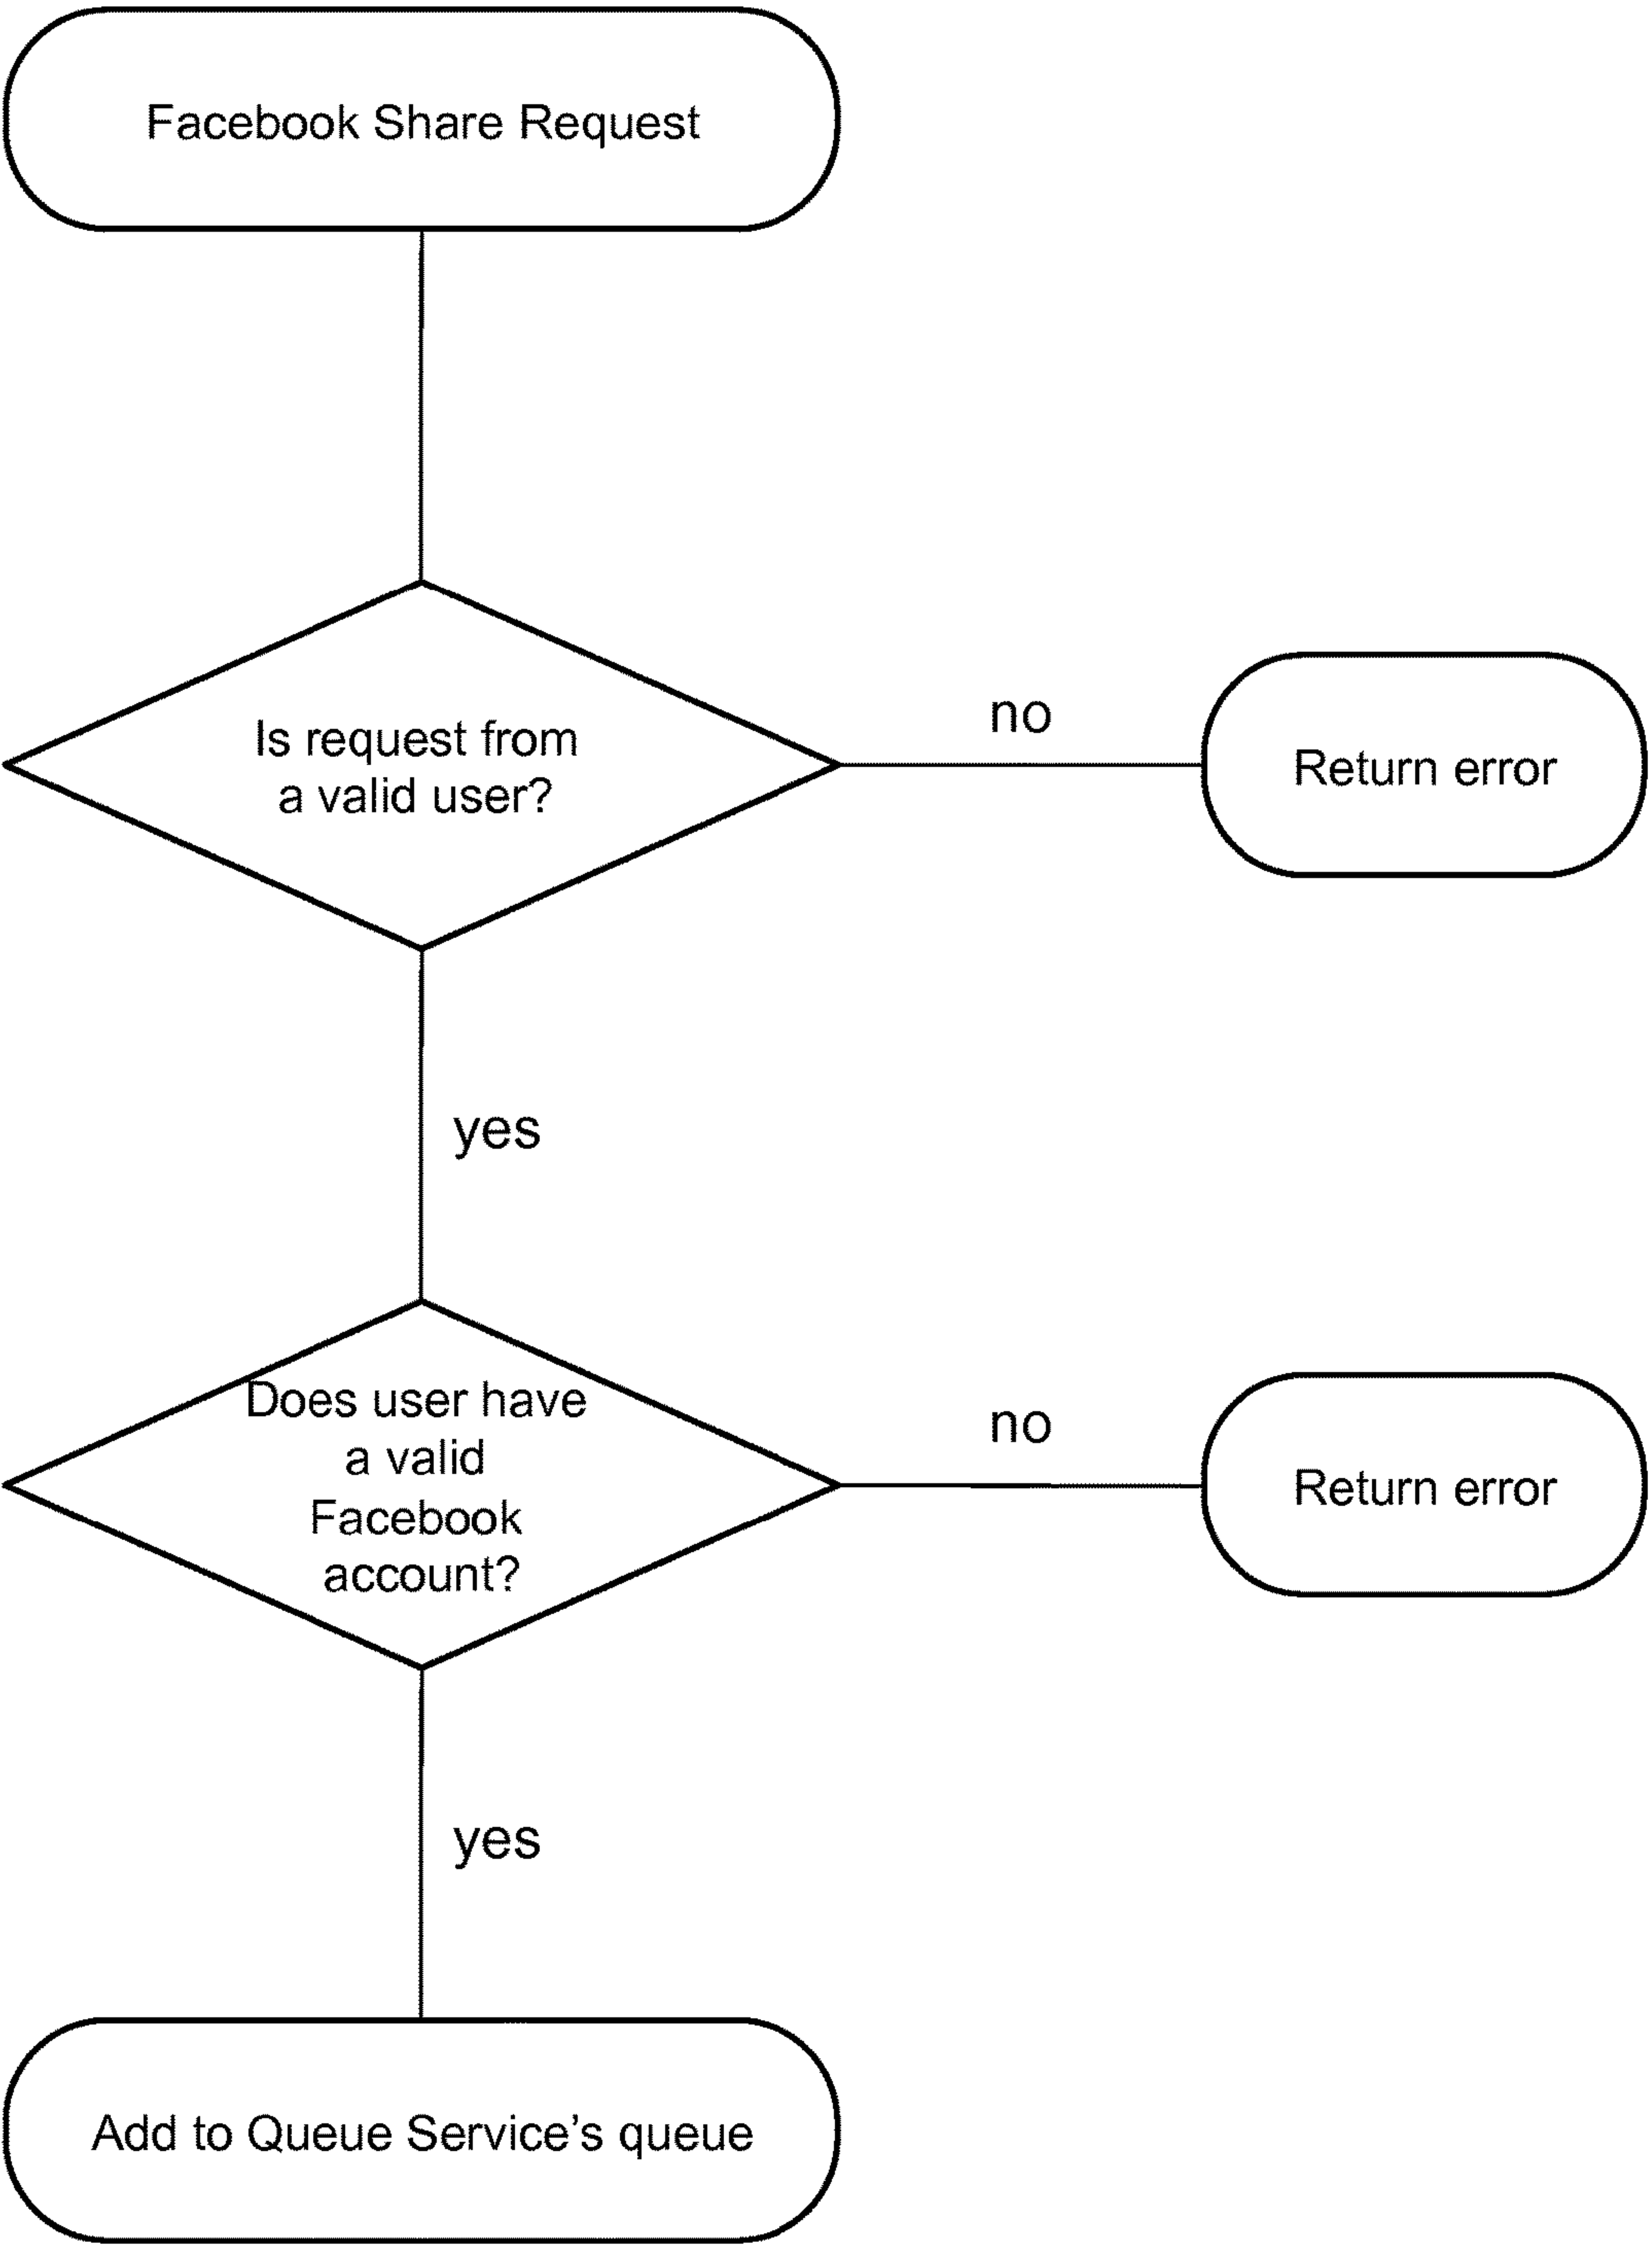 Facebook Share Request
Is request from
a valid user?
no
Return error
yes
Does user have
a valid
Facebook
account?
no
Return error
yes
Add to Queue Service’s queue